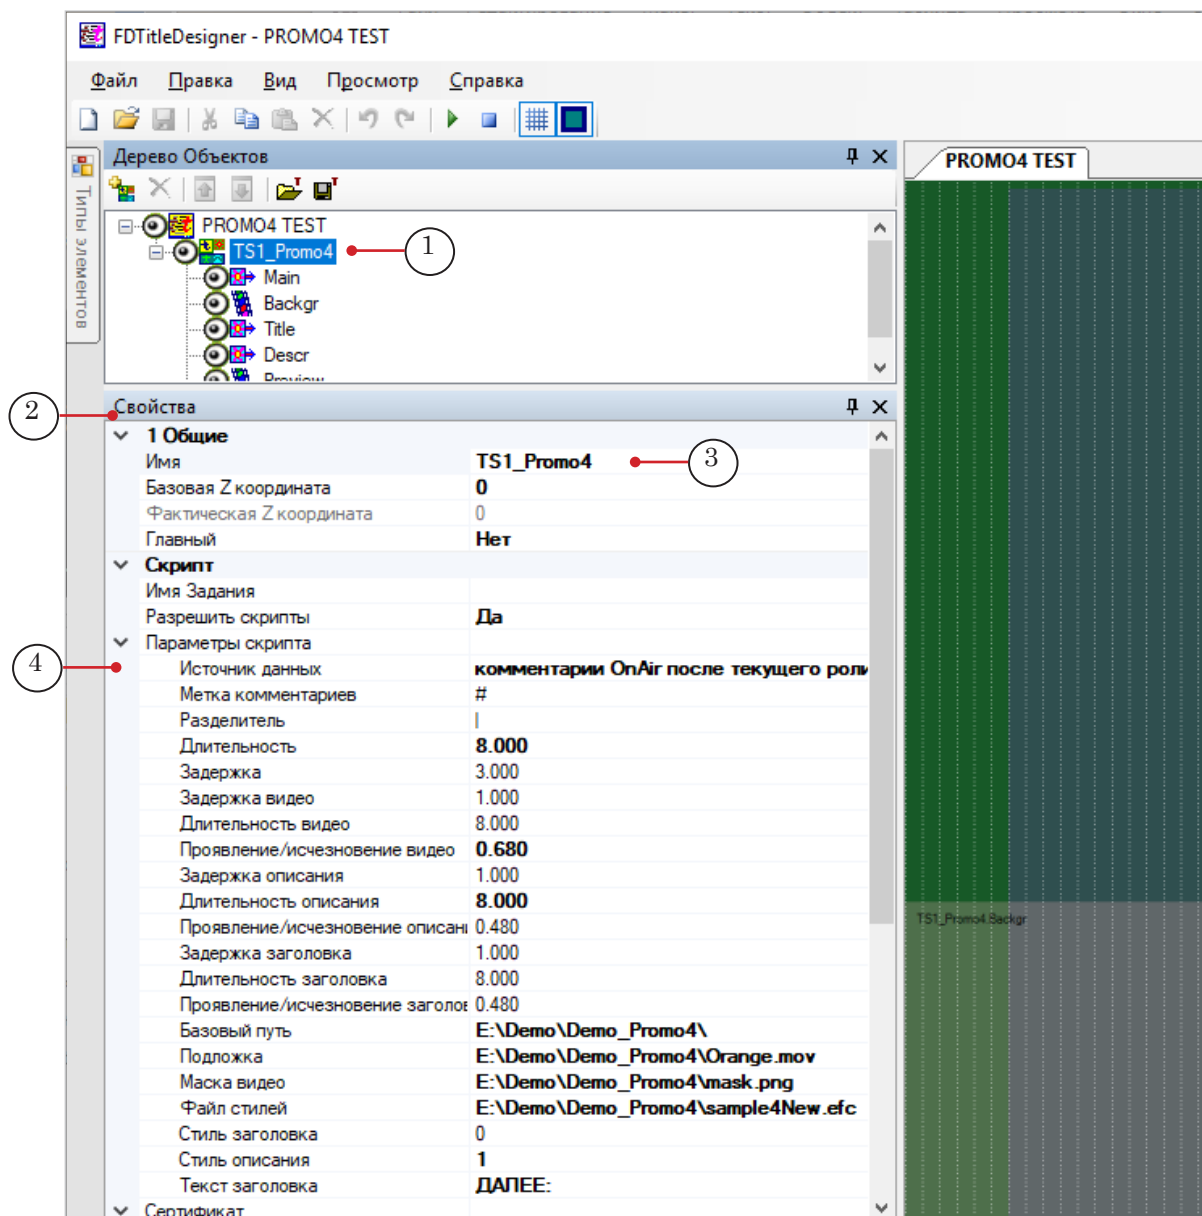 FDTitleDesigner - PROMO4 TEST
Файл Правка Вид Просмотр Справка
Дерево Объектов
PROMO4 TEST
Типы элементов
PROMO4 TEST
TS1_Promo4
1
Main
Backgr
Title
Descr
Preview
2
Свойства
1 Общие
Имя TS1_Promo4
3
Базовая Z координата 0
Фактическая Z координата 0
Главный Нет
Скрипт
Имя Задания
Разрешить скрипты Да
Параметры скрипта
4
Источник данных комментарии OnAir после текущего роли
Метка комментариев #
Разделитель |
Длительность 8.000
Задержка 3.000
Задержка видео 1.000
Длительность видео 8.000
Проявление/исчезновение видео 0.680
Задержка описания 1.000
Длительность описания 8.000
Проявление/исчезновение описан 0.480
TS1_Promo4.Backgr
Задержка заголовка 1.000
Длительность заголовка 8.000
Проявление/исчезновение заголов 0.480
Базовый путь E:\Demo\Demo_Promo4\
Подложка E:\Demo\Demo_Promo4\Orange.mov
Маска видео E:\Demo\Demo_Promo4\mask.png
Файл стилей E:\Demo\Demo_Promo4\sample4New.efc
Стиль заголовка 0
Стиль описания 1
Текст заголовка ДАЛЕЕ:
Сертификат